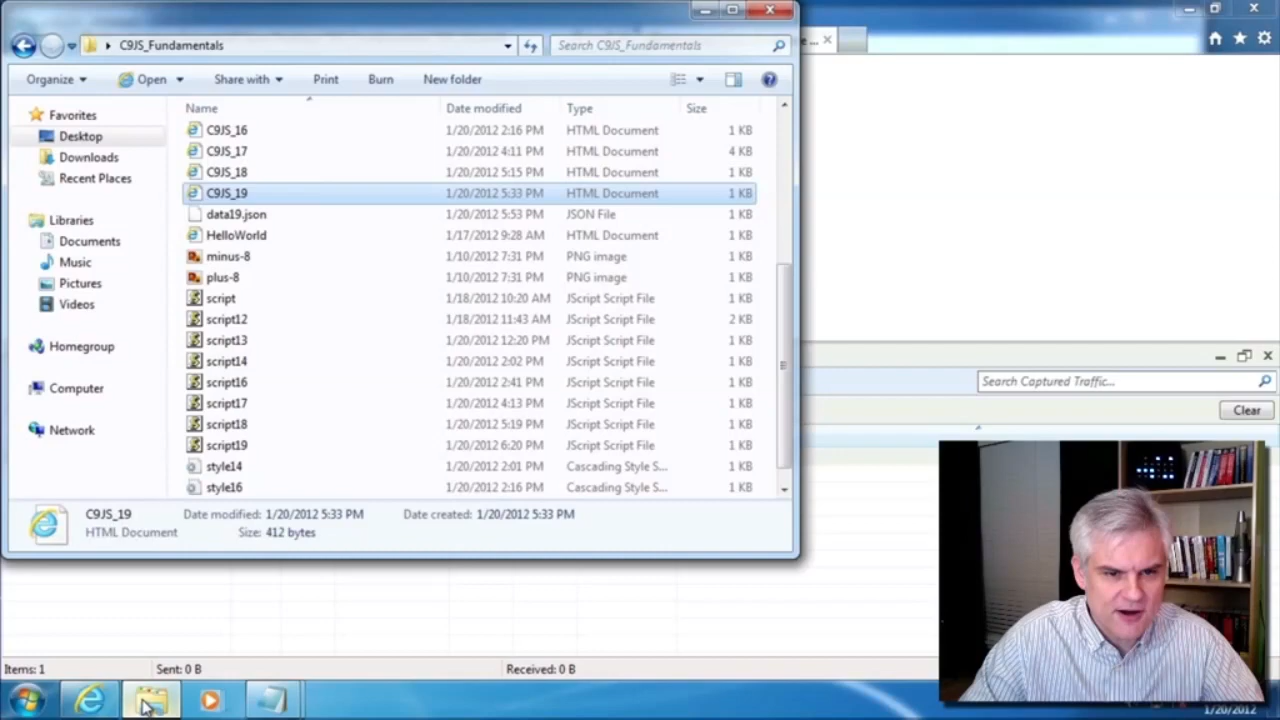 C9JS_Fundamentals
Search C9JS_Fundamentals
e ...
Organize Open Share with Print Burn New folder
Name Date modified Type Size
Favorites
Desktop
Downloads
Recent Places
Libraries
Documents
Music
Pictures
Videos
Homegroup
Computer
Network
C9JS_16 1/20/2012 2:16 PM HTML Document 1 KB
C9JS_17 1/20/2012 4:11 PM HTML Document 4 KB
C9JS_18 1/20/2012 5:15 PM HTML Document 1 KB
C9JS_19 1/20/2012 5:33 PM HTML Document 1 KB
data19.json 1/20/2012 5:53 PM JSON File 1 KB
HelloWorld 1/17/2012 9:28 AM HTML Document 1 KB
minus-8 1/10/2012 7:31 PM PNG image 1 KB
plus-8 1/10/2012 7:31 PM PNG image 1 KB
script 1/18/2012 10:20 AM JScript Script File 1 KB
script12 1/18/2012 11:43 AM JScript Script File 2 KB
script13 1/20/2012 12:20 PM JScript Script File 1 KB
script14 1/20/2012 2:02 PM JScript Script File 1 KB
script16 1/20/2012 2:41 PM JScript Script File 1 KB
script17 1/20/2012 4:13 PM JScript Script File 1 KB
script18 1/20/2012 5:19 PM JScript Script File 1 KB
script19 1/20/2012 6:20 PM JScript Script File 1 KB
style14 1/20/2012 2:01 PM Cascading Style S... 1 KB
style16 1/20/2012 2:16 PM Cascading Style S... 1 KB
C9JS_19 Date modified: 1/20/2012 5:33 PM Date created: 1/20/2012 5:33 PM
HTML Document Size: 412 bytes
Search Captured Traffic...
Clear
Items: 1 Sent: 0 B Received: 0 B
1/20/2012